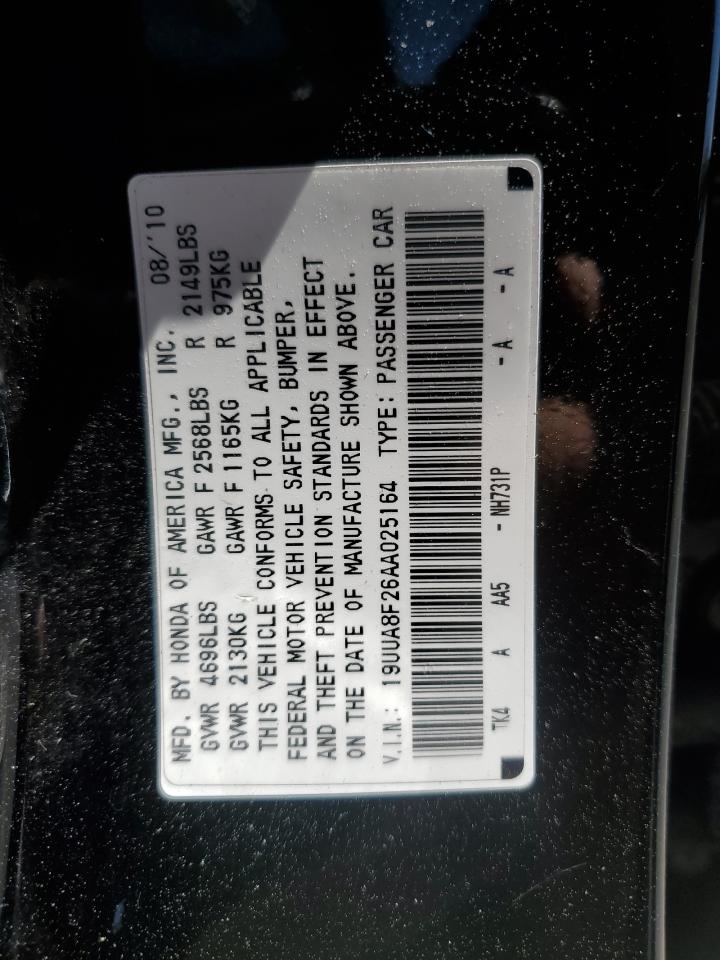 MFD. BY HONDA OF AMERICA MFG., INC. 08/'10
GVWR 4696LBS GAWR F 2568LBS R 2149LBS
GVWR 2130KG GAWR F 1165KG R 975KG
THIS VEHICLE CONFORMS TO ALL APPLICABLE
FEDERAL MOTOR VEHICLE SAFETY, BUMPER,
AND THEFT PREVENTION STANDARDS IN EFFECT
ON THE DATE OF MANUFACTURE SHOWN ABOVE.
V.I.N.: 19UUA8F26AA025164 TYPE: PASSENGER CAR
TK4 A AA5 - NH731P - A - A